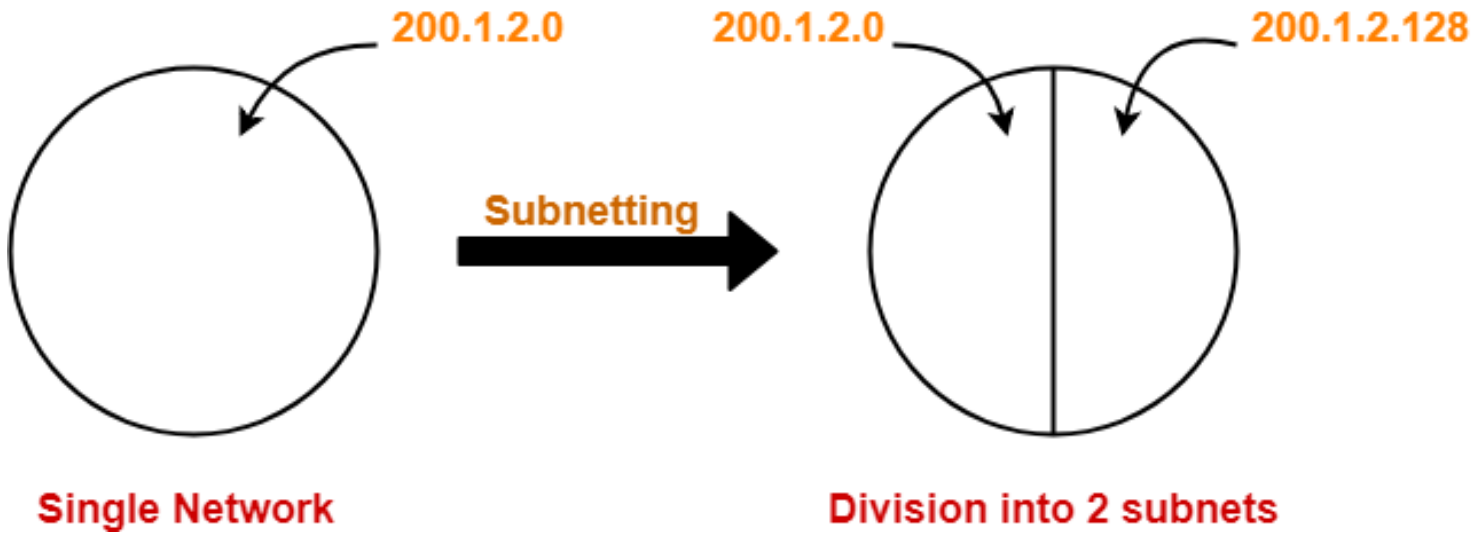 200.1.2.0
200.1.2.0
200.1.2.128
Subnetting
Single Network
Division into 2 subnets